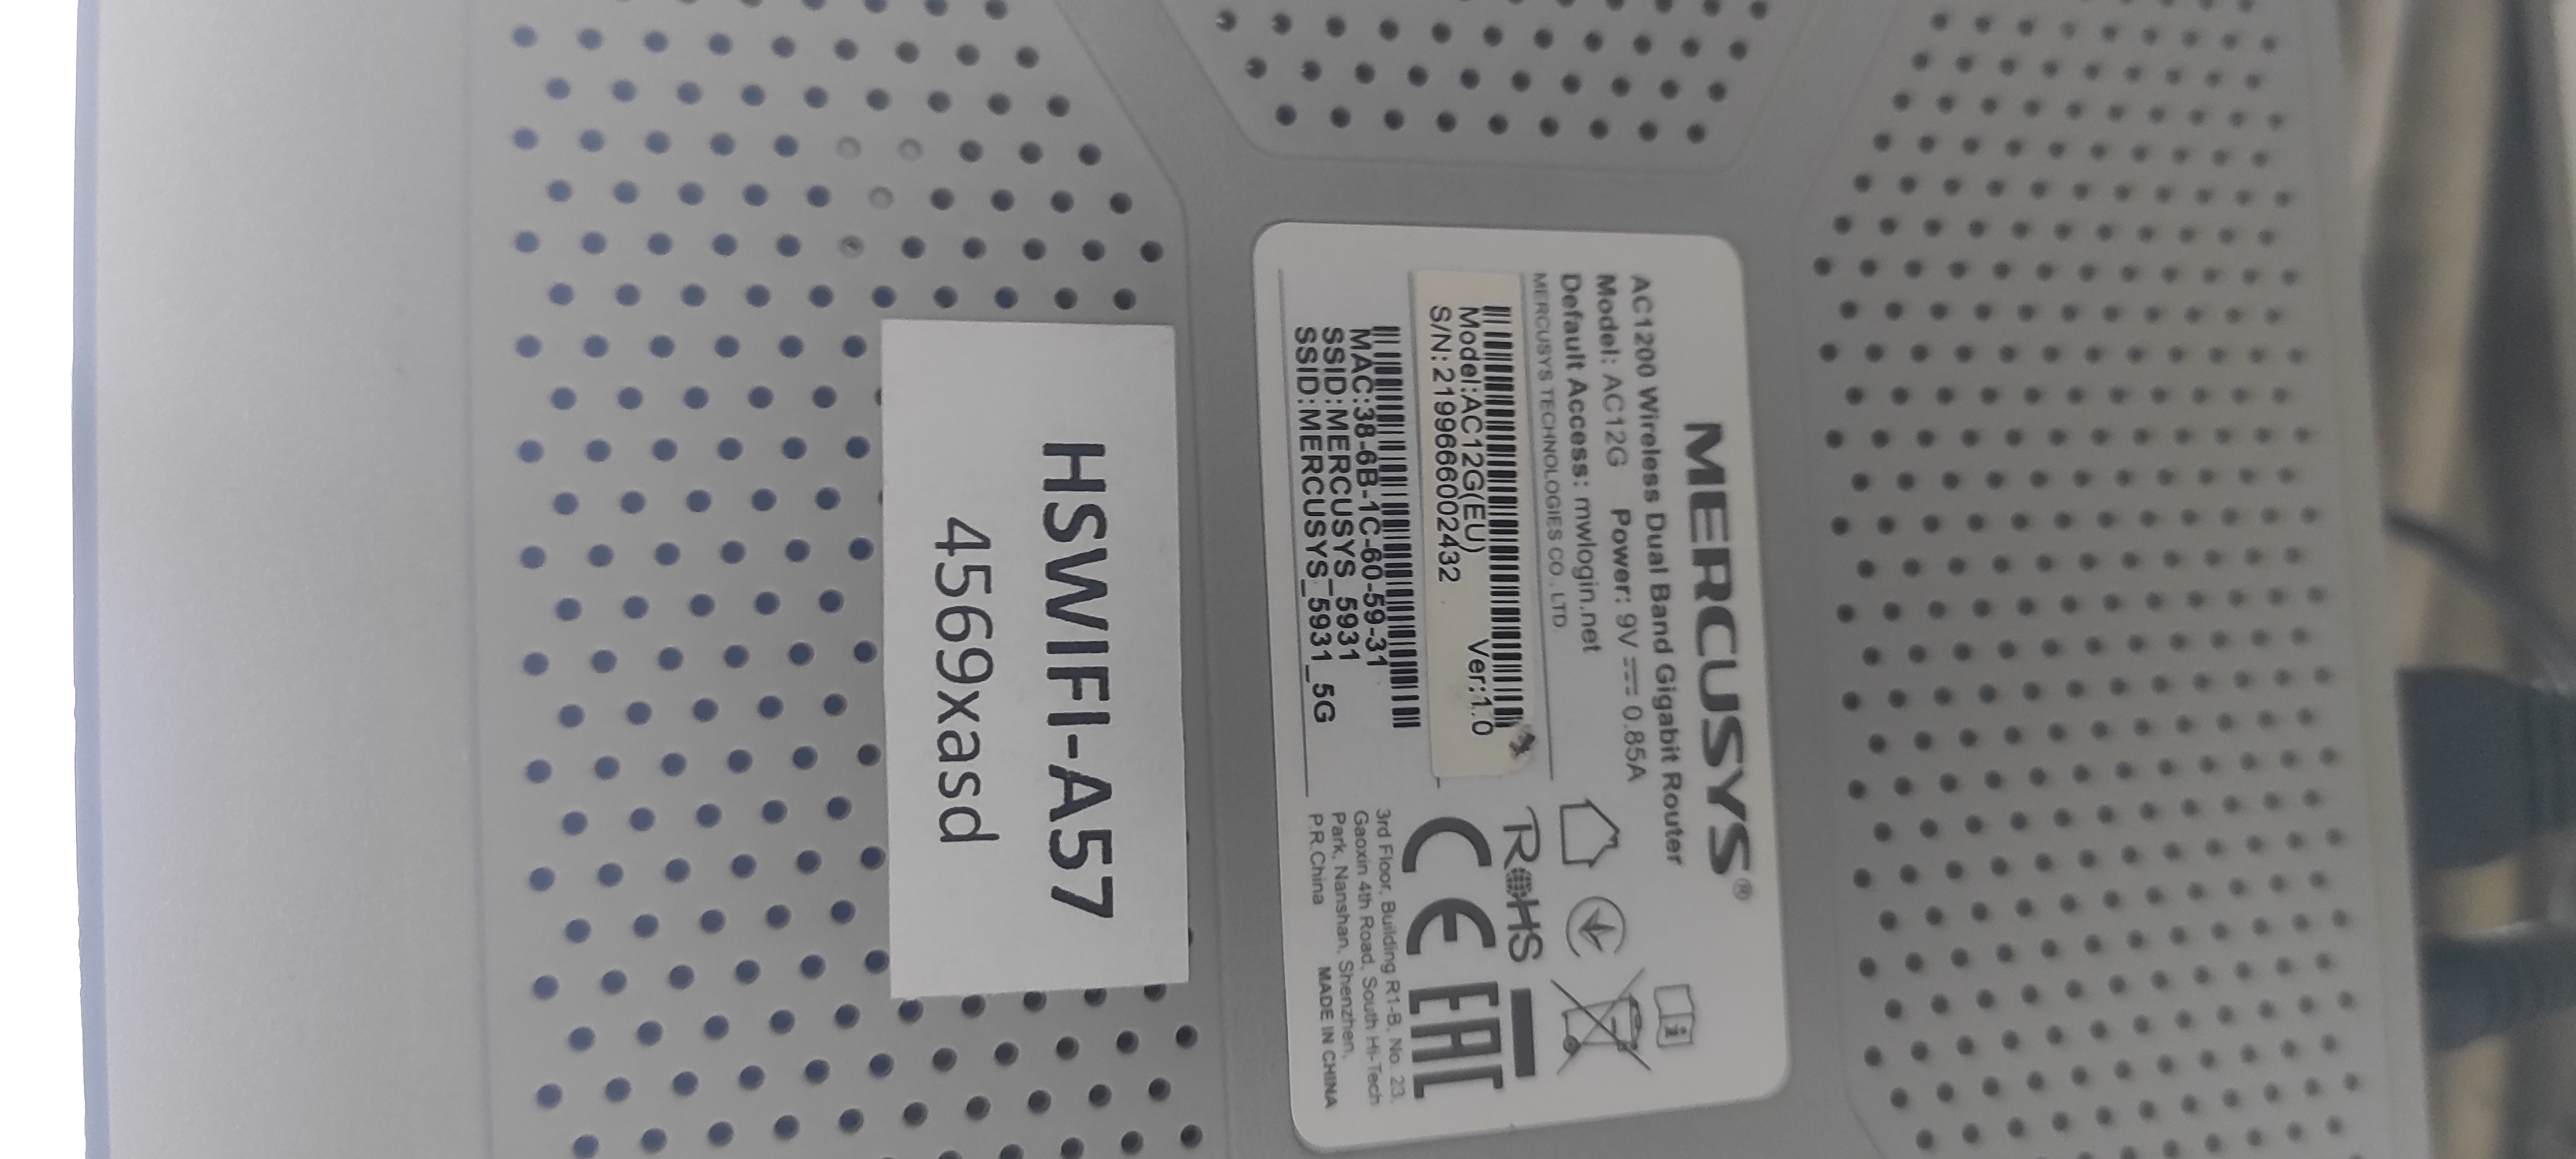 MERCUSYS®
AC1200 Wireless Dual Band Gigabit Router
Model: AC12G Power: 9V⎓0.85A
Default Access: mwlogin.net
MERCUSYS TECHNOLOGIES CO., LTD.
Model:AC12G(EU) Ver:1.0
S/N:2199666002432
MAC:38-6B-1C-60-59-31
SSID:MERCUSYS_5931
SSID:MERCUSYS_5931_5G
RoHS
CE EAC
3rd Floor, Building R1-B, No. 23,
Gaoxin 4th Road, South Hi-Tech
Park, Nanshan, Shenzhen,
P.R.China MADE IN CHINA
HSWIFI-A57
4569xasd